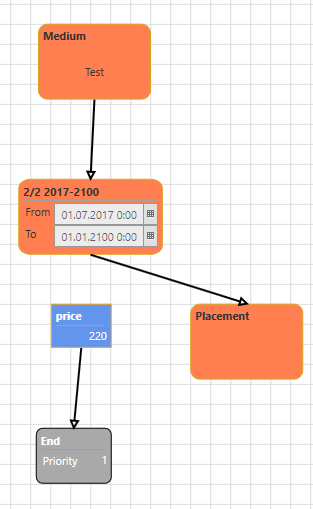 Medium
Test
2/2 2017-2100
From 01.07.2017 0:00
To 01.01.2100 0:00
price
220
Placement
End
Priority 1